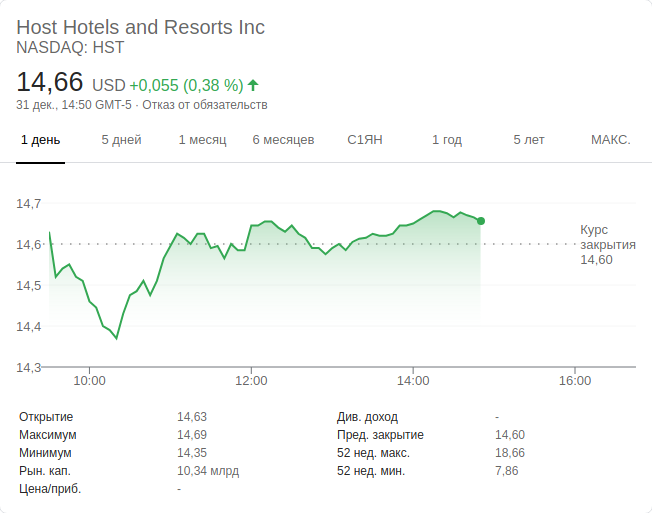 Host Hotels and Resorts Inc
NASDAQ: HST
14,66 USD +0,055 (0,38 %)
31 дек., 14:50 GMT-5 · Отказ от обязательств
1 день 5 дней 1 месяц 6 месяцев С1ЯН 1 год 5 лет МАКС.
14,7
14,6
14,5
14,4
14,3
Курс
закрытия
14,60
10:00 12:00 14:00 16:00
Открытие 14,63 Див. доход -
Максимум 14,69 Пред. закрытие 14,60
Минимум 14,35 52 нед. макс. 18,66
Рын. кап. 10,34 млрд 52 нед. мин. 7,86
Цена/приб. -